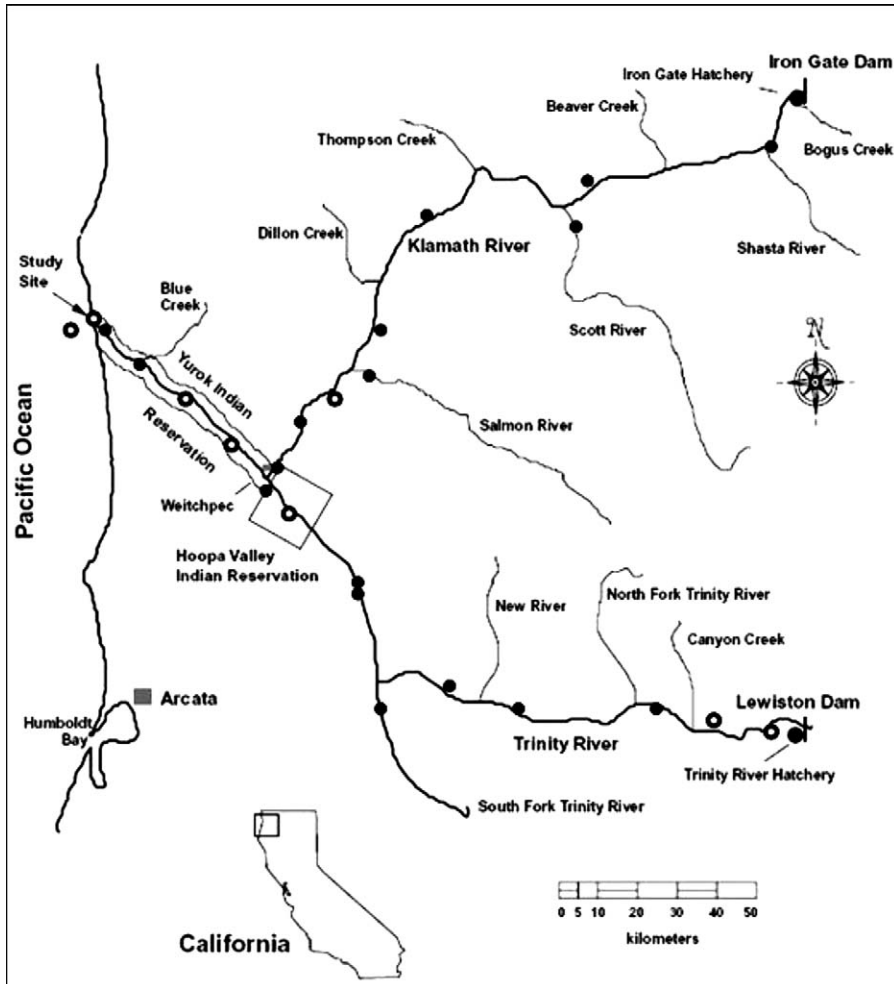 Iron Gate Dam
Iron Gate Hatchery
Beaver Creek
Thompson Creek
Bogus Creek
Dillon Creek
Klamath River
Shasta River
Study
Site
Blue
Creek
Scott River
N
Yurok Indian
Reservation
Pacific Ocean
Salmon River
Weitchpec
Hoopa Valley
Indian Reservation
New River
North Fork Trinity River
Canyon Creek
Arcata
Lewiston Dam
Humboldt
Bay
Trinity River
Trinity River Hatchery
South Fork Trinity River
0 5 10 20 30 40 50
kilometers
California